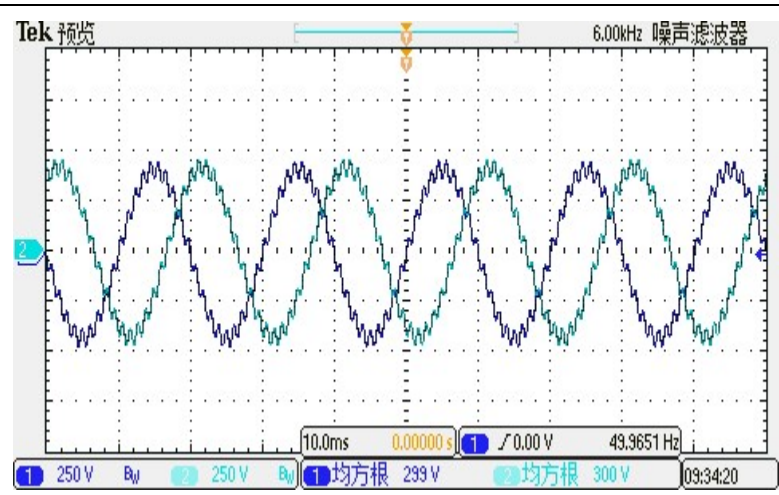 Tek 预览 6.00kHz 噪声滤波器
T
T
2
10.0ms 0.00000 s 1 / 0.00 V 49.9651 Hz
1 250 V BW 2 250 V BW 1 均方根 299 V 2 均方根 300 V 09:34:20